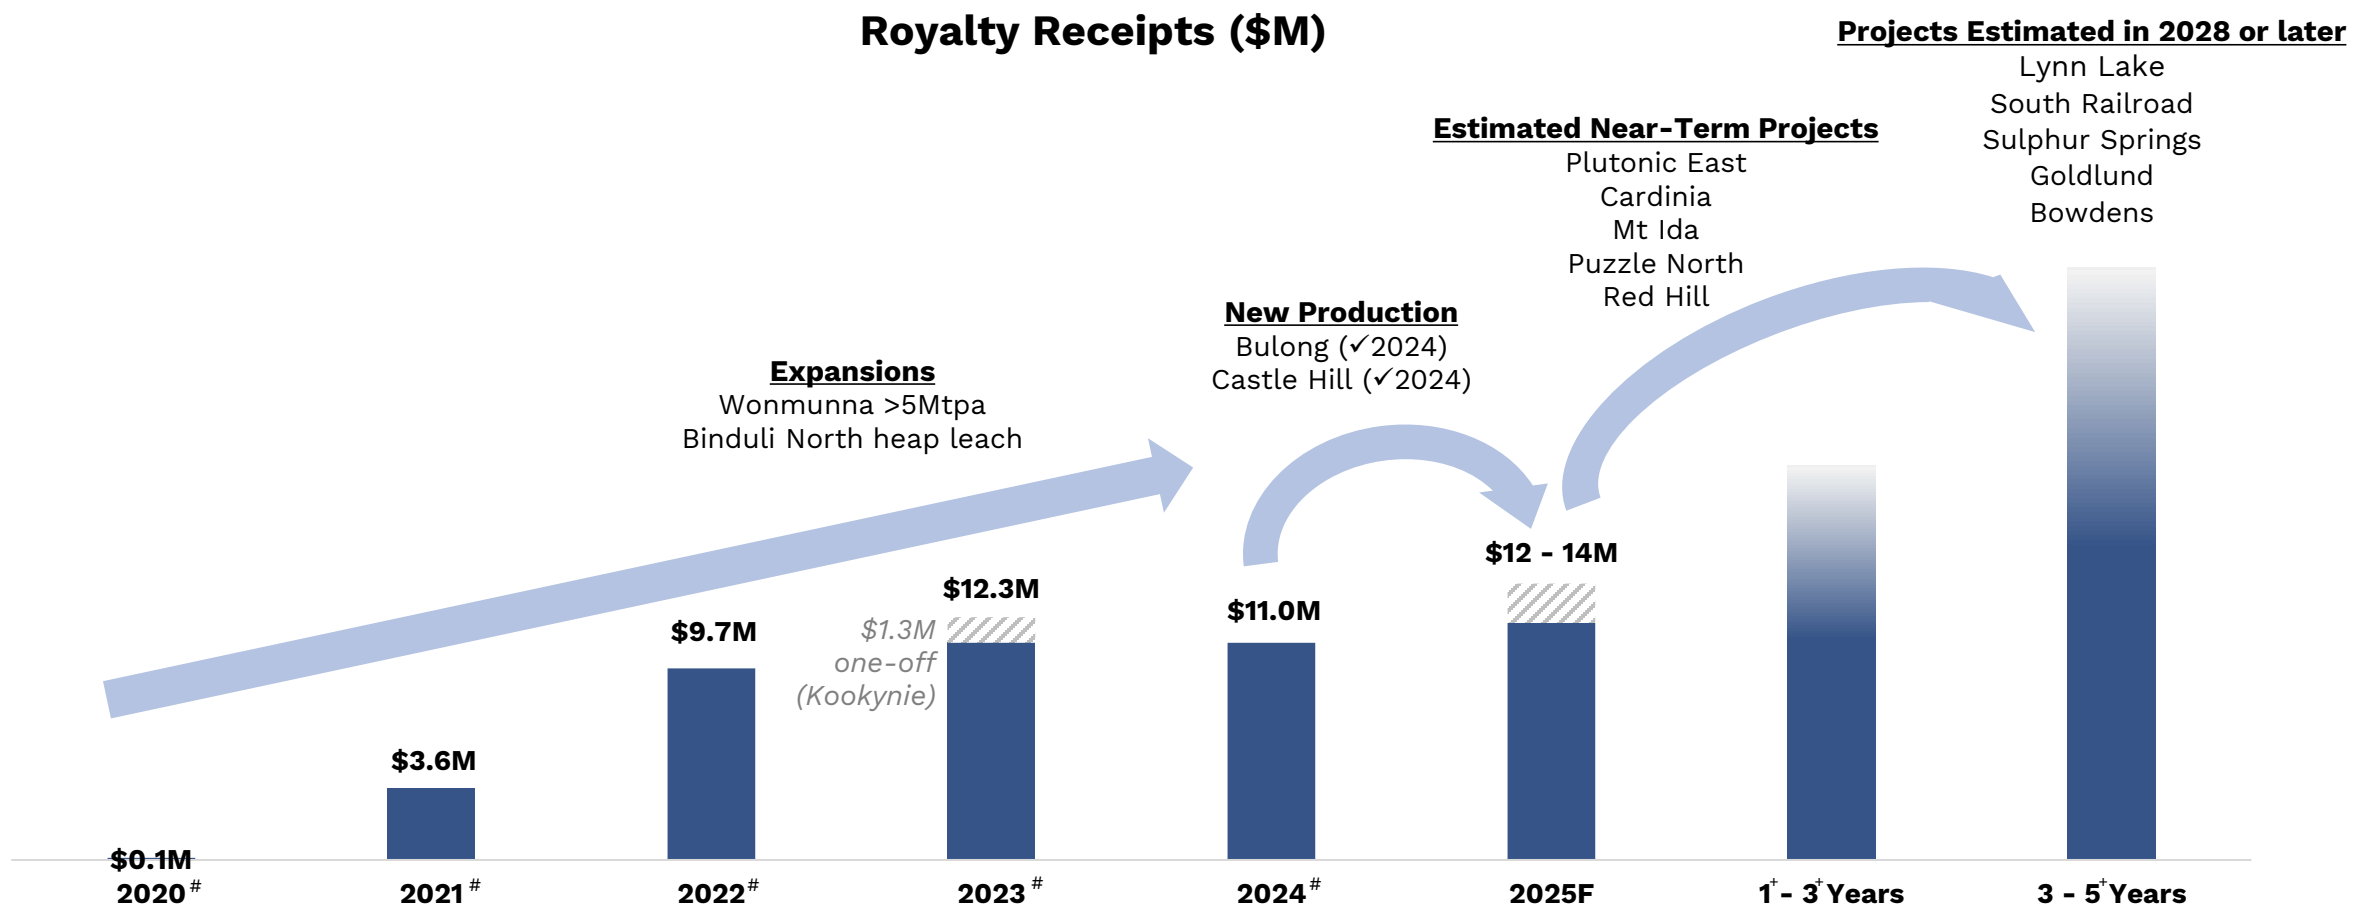 Royalty Receipts ($M)
Projects Estimated in 2028 or later
Lynn Lake
South Railroad
Sulphur Springs
Goldlund
Bowdens
Estimated Near-Term Projects
Plutonic East
Cardinia
Mt Ida
Puzzle North
Red Hill
New Production
Bulong (✓2024)
Castle Hill (✓2024)
Expansions
Wonmunna >5Mtpa
Binduli North heap leach
$0.1M
$3.6M
$9.7M
$12.3M
$1.3M
one-off
(Kookynie)
$11.0M
$12 - 14M
2020 #
2021 #
2022 #
2023 #
2024 #
2025F
1+ - 3+ Years
3 - 5+ Years